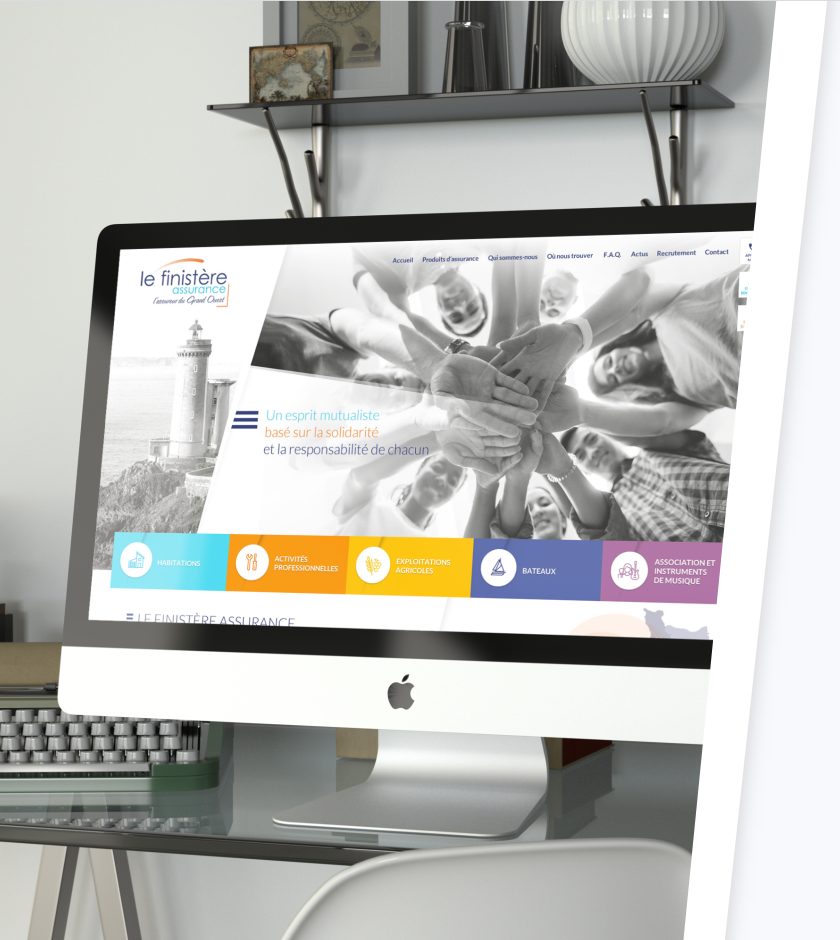 le finistère
assurance
l'assureur du Grand Ouest
Accueil
Produits d'assurance
Qui sommes-nous
Où nous trouver
F.A.Q.
Actus
Recrutement
Contact
Un esprit mutualiste
basé sur la solidarité
et la responsabilité de chacun
HABITATIONS
ACTIVITÉS
PROFESSIONNELLES
EXPLOITATIONS
AGRICOLES
BATEAUX
ASSOCIATION ET
INSTRUMENTS
DE MUSIQUE
LE FINISTÈRE ASSURANCE